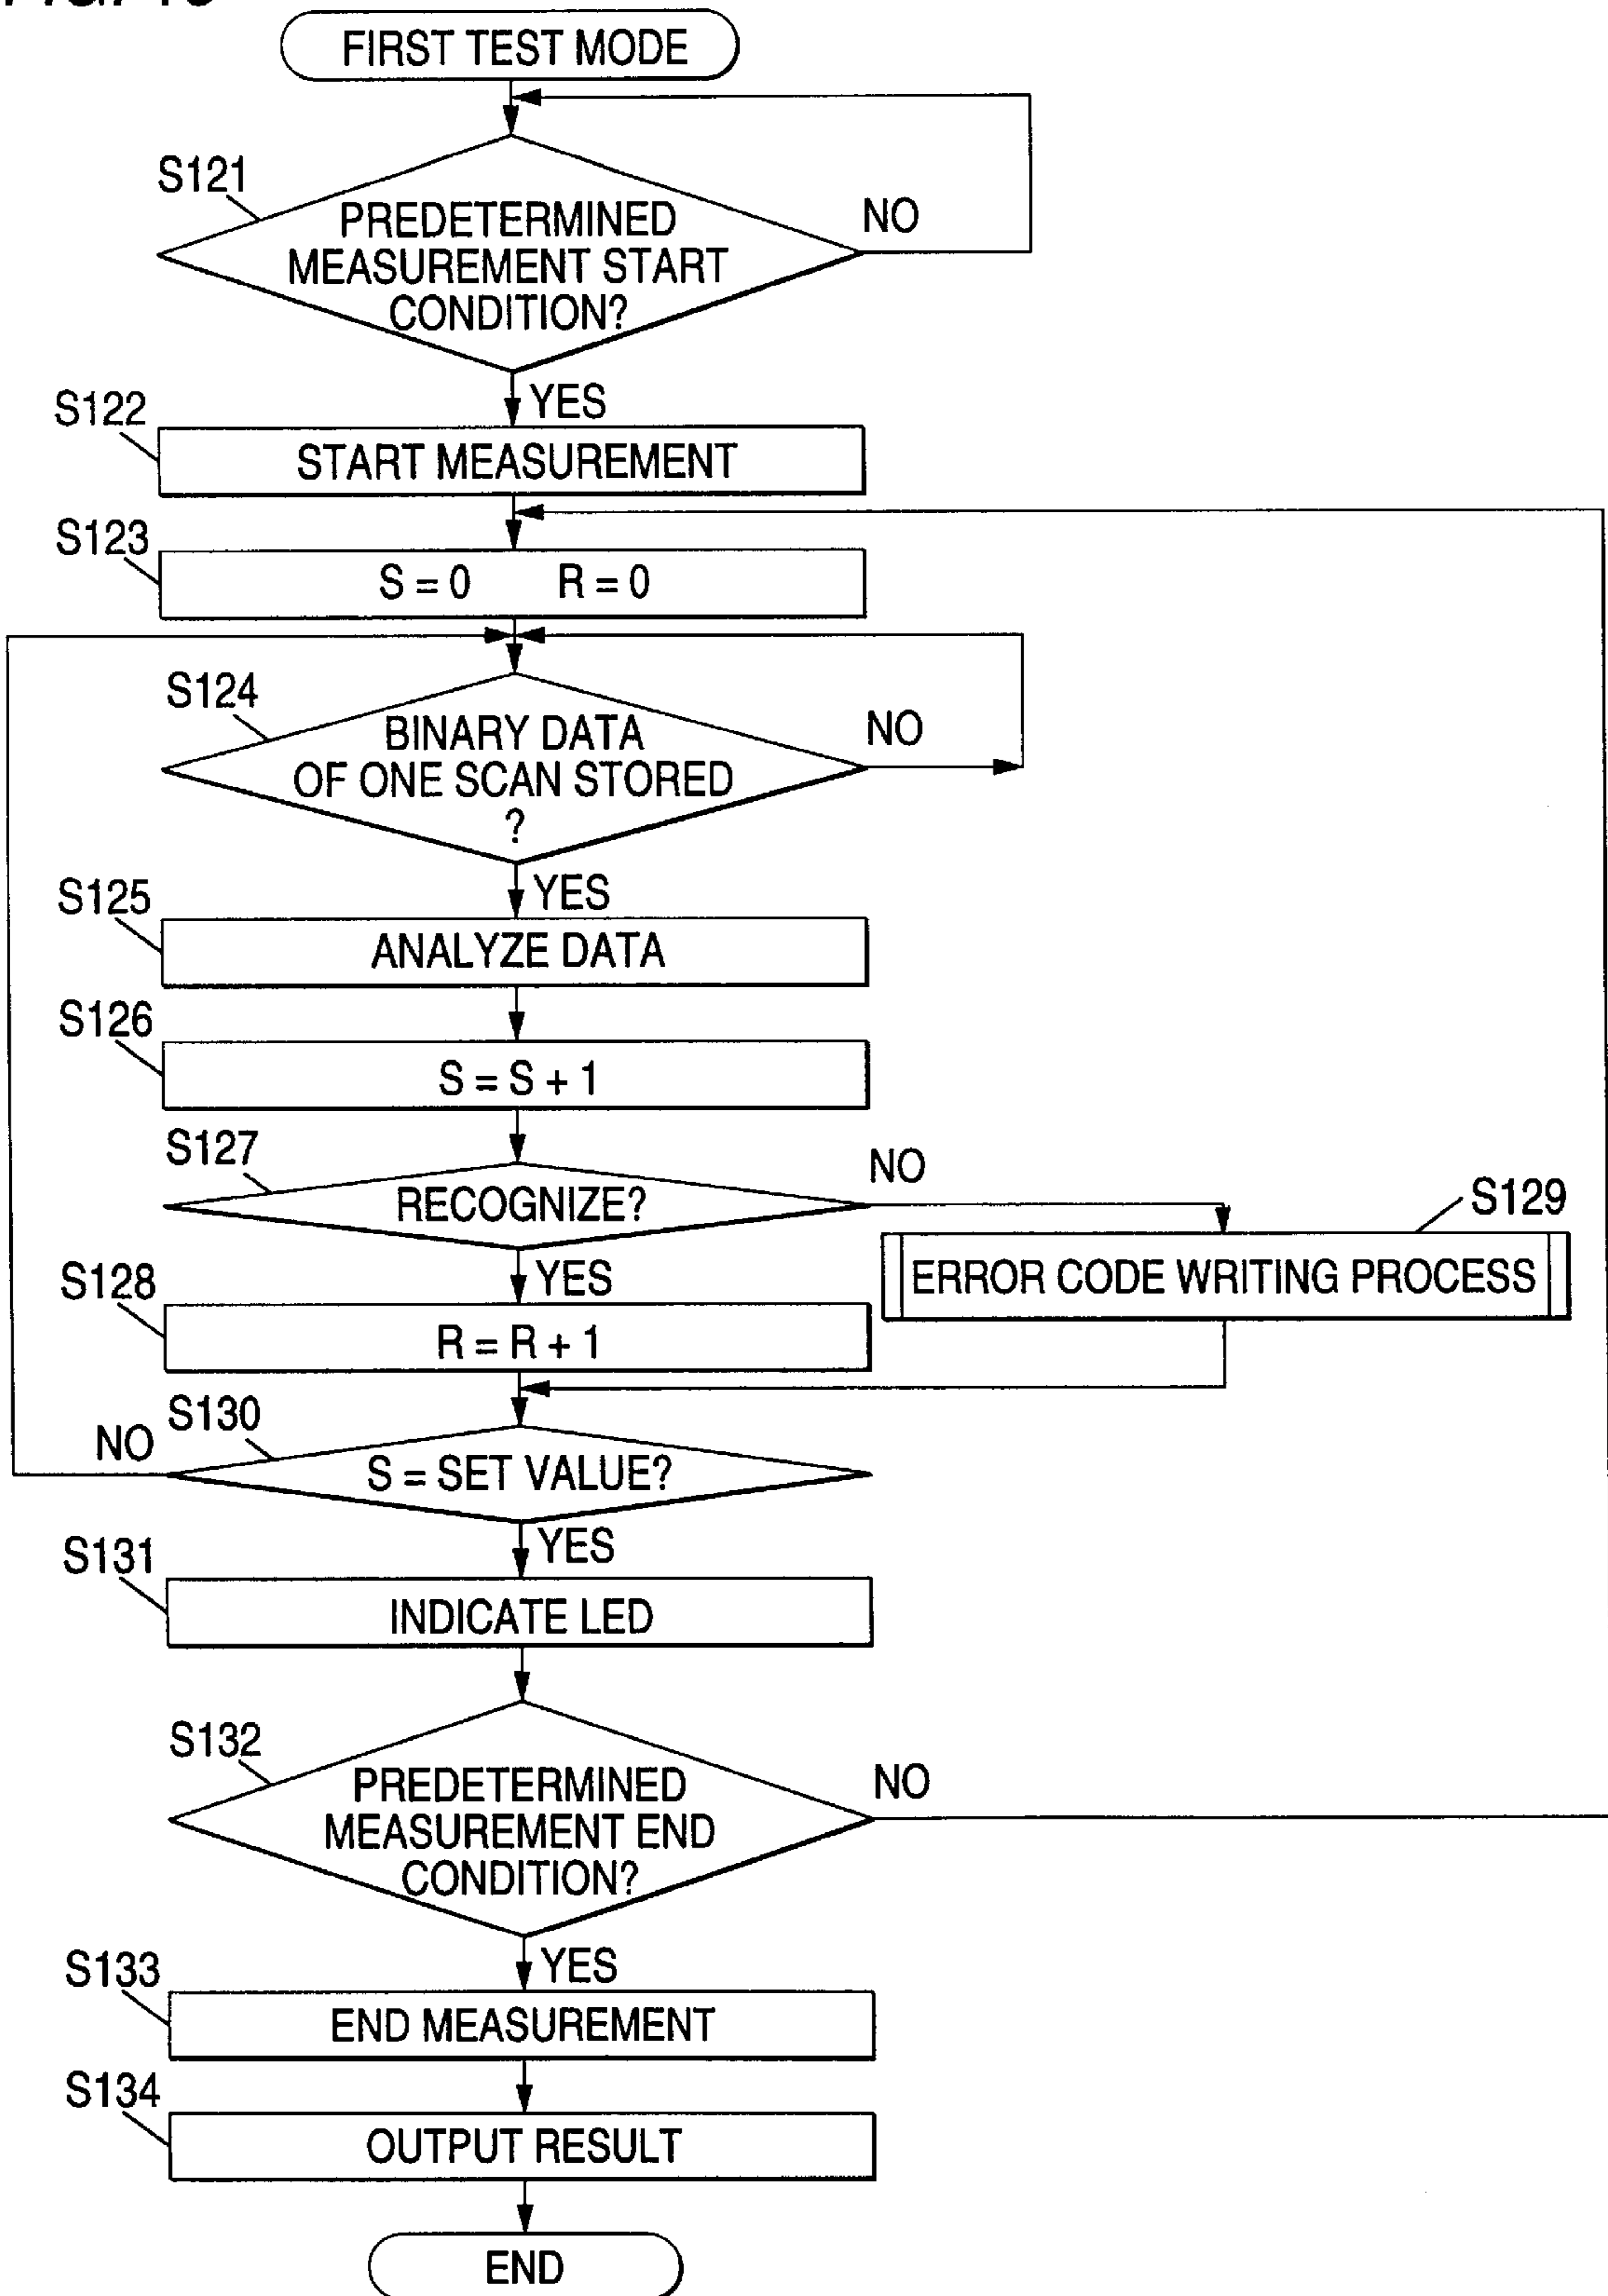 FIRST TEST MODE
S121
PREDETERMINED
MEASUREMENT START
CONDITION?
NO
YES
S122
START MEASUREMENT
S123
S = 0 R = 0
S124
BINARY DATA
OF ONE SCAN STORED
?
NO
YES
S125
ANALYZE DATA
S126
S = S + 1
S127
RECOGNIZE?
NO
YES
S129
ERROR CODE WRITING PROCESS
S128
R = R + 1
S130
NO
S = SET VALUE?
YES
S131
INDICATE LED
S132
PREDETERMINED
MEASUREMENT END
CONDITION?
NO
YES
S133
END MEASUREMENT
S134
OUTPUT RESULT
END